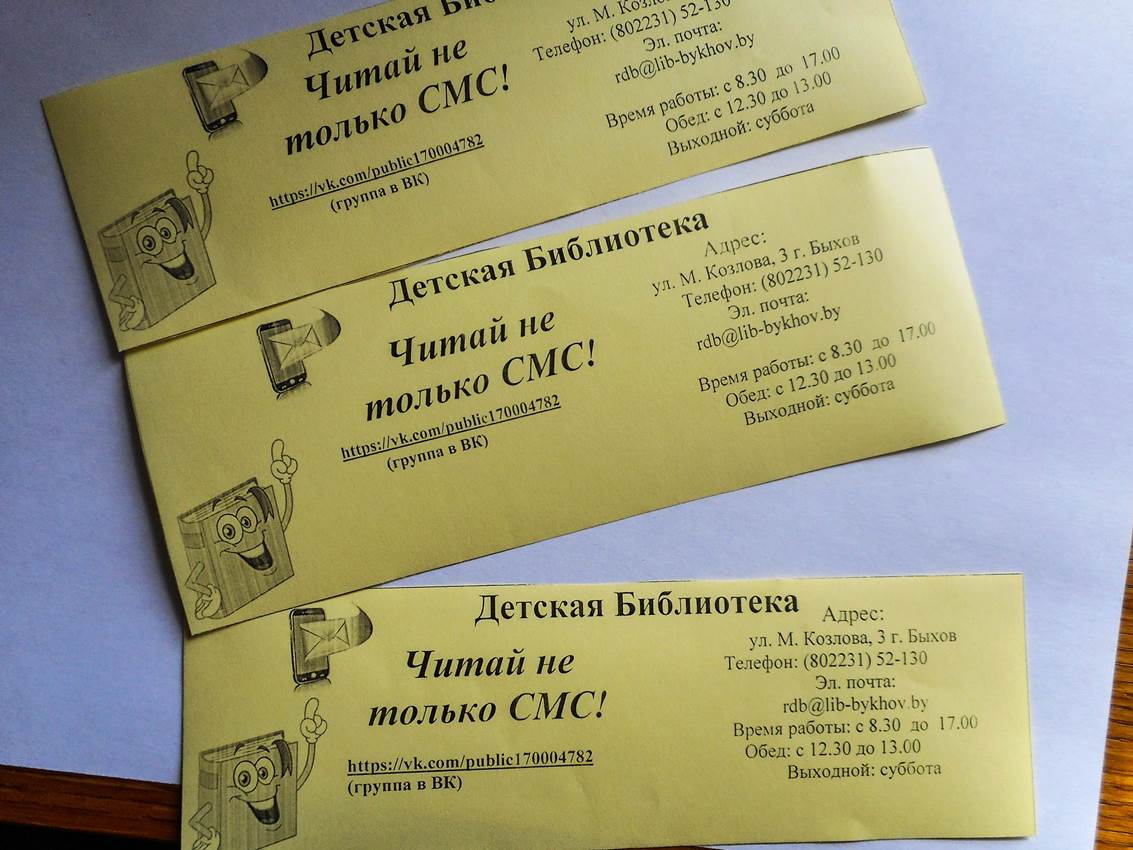 Детская
Читай не
только СМС!
https://vk.com/public170004782
(группа в ВК)
ул. М.
Телефон: (802231) 52-130
Эл. почта:
rdb@lib-bykhov.by
Время работы: с 8.30 до 17.00
Обед: с 12.30 до 13.00
Выходной: суббота
Детская Библиотека
Читай не
только СМС!
https://vk.com/public170004782
(группа в ВК)
Адрес:
ул. М. Козлова, 3 г. Быхов
Телефон: (802231) 52-130
Эл. почта:
rdb@lib-bykhov.by
Время работы: с 8.30 до 17.00
Обед: с 12.30 до 13.00
Выходной: суббота
Детская Библиотека
Читай не
только СМС!
https://vk.com/public170004782
(группа в ВК)
Адрес:
ул. М. Козлова, 3 г. Быхов
Телефон: (802231) 52-130
Эл. почта:
rdb@lib-bykhov.by
Время работы: с 8.30 до 17.00
Обед: с 12.30 до 13.00
Выходной: суббота